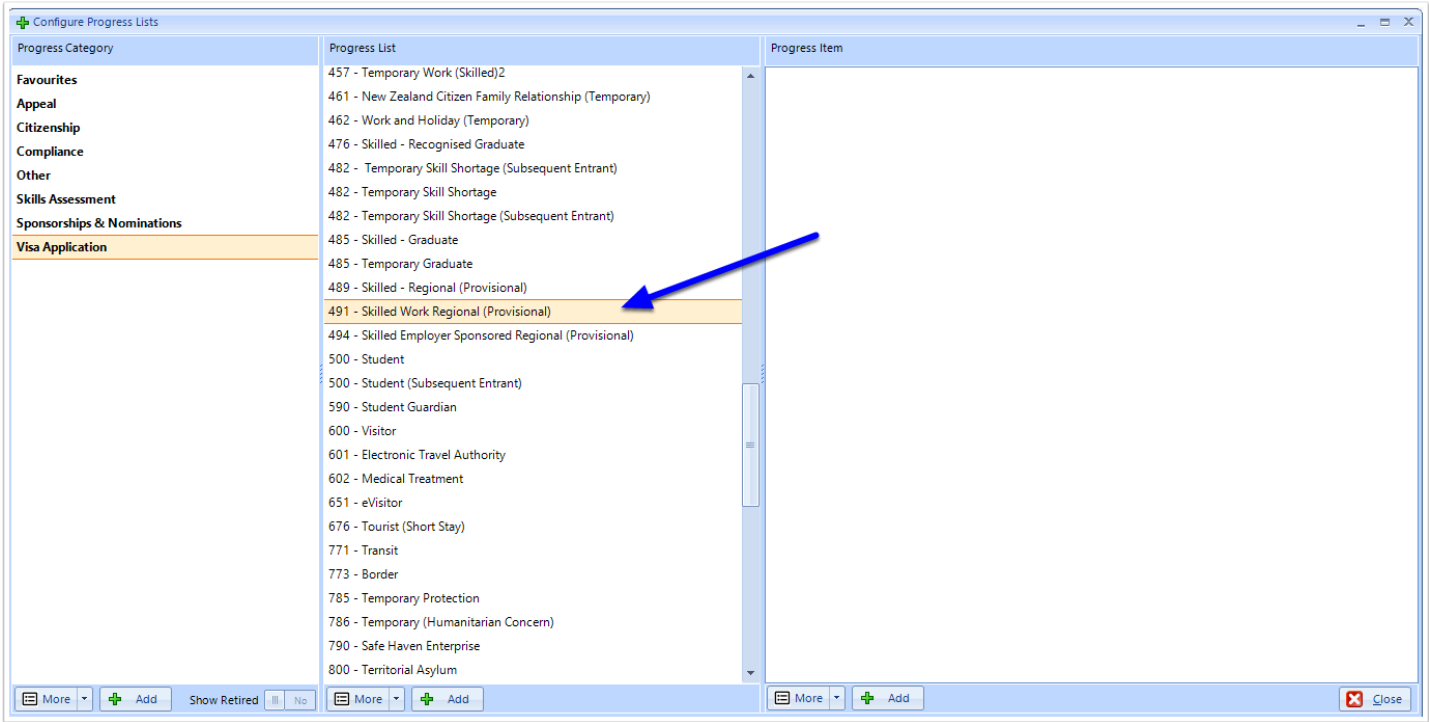 Configure Progress Lists
Progress Category
Favourites
Appeal
Citizenship
Compliance
Other
Skills Assessment
Sponsorships & Nominations
Visa Application
More
Add
Show Retired
No
Progress List
457 - Temporary Work (Skilled)2
461 - New Zealand Citizen Family Relationship (Temporary)
462 - Work and Holiday (Temporary)
476 - Skilled - Recognised Graduate
482 -  Temporary Skill Shortage (Subsequent Entrant)
482 - Temporary Skill Shortage
482 - Temporary Skill Shortage (Subsequent Entrant)
485 - Skilled - Graduate
485 - Temporary Graduate
489 - Skilled - Regional (Provisional)
491 - Skilled Work Regional (Provisional)
494 - Skilled Employer Sponsored Regional (Provisional)
500 - Student
500 - Student (Subsequent Entrant)
590 - Student Guardian
600 - Visitor
601 - Electronic Travel Authority
602 - Medical Treatment
651 - eVisitor
676 - Tourist (Short Stay)
771 - Transit
773 - Border
785 - Temporary Protection
786 - Temporary (Humanitarian Concern)
790 - Safe Haven Enterprise
800 - Territorial Asylum
More
Add
Progress Item
More
Add
Close